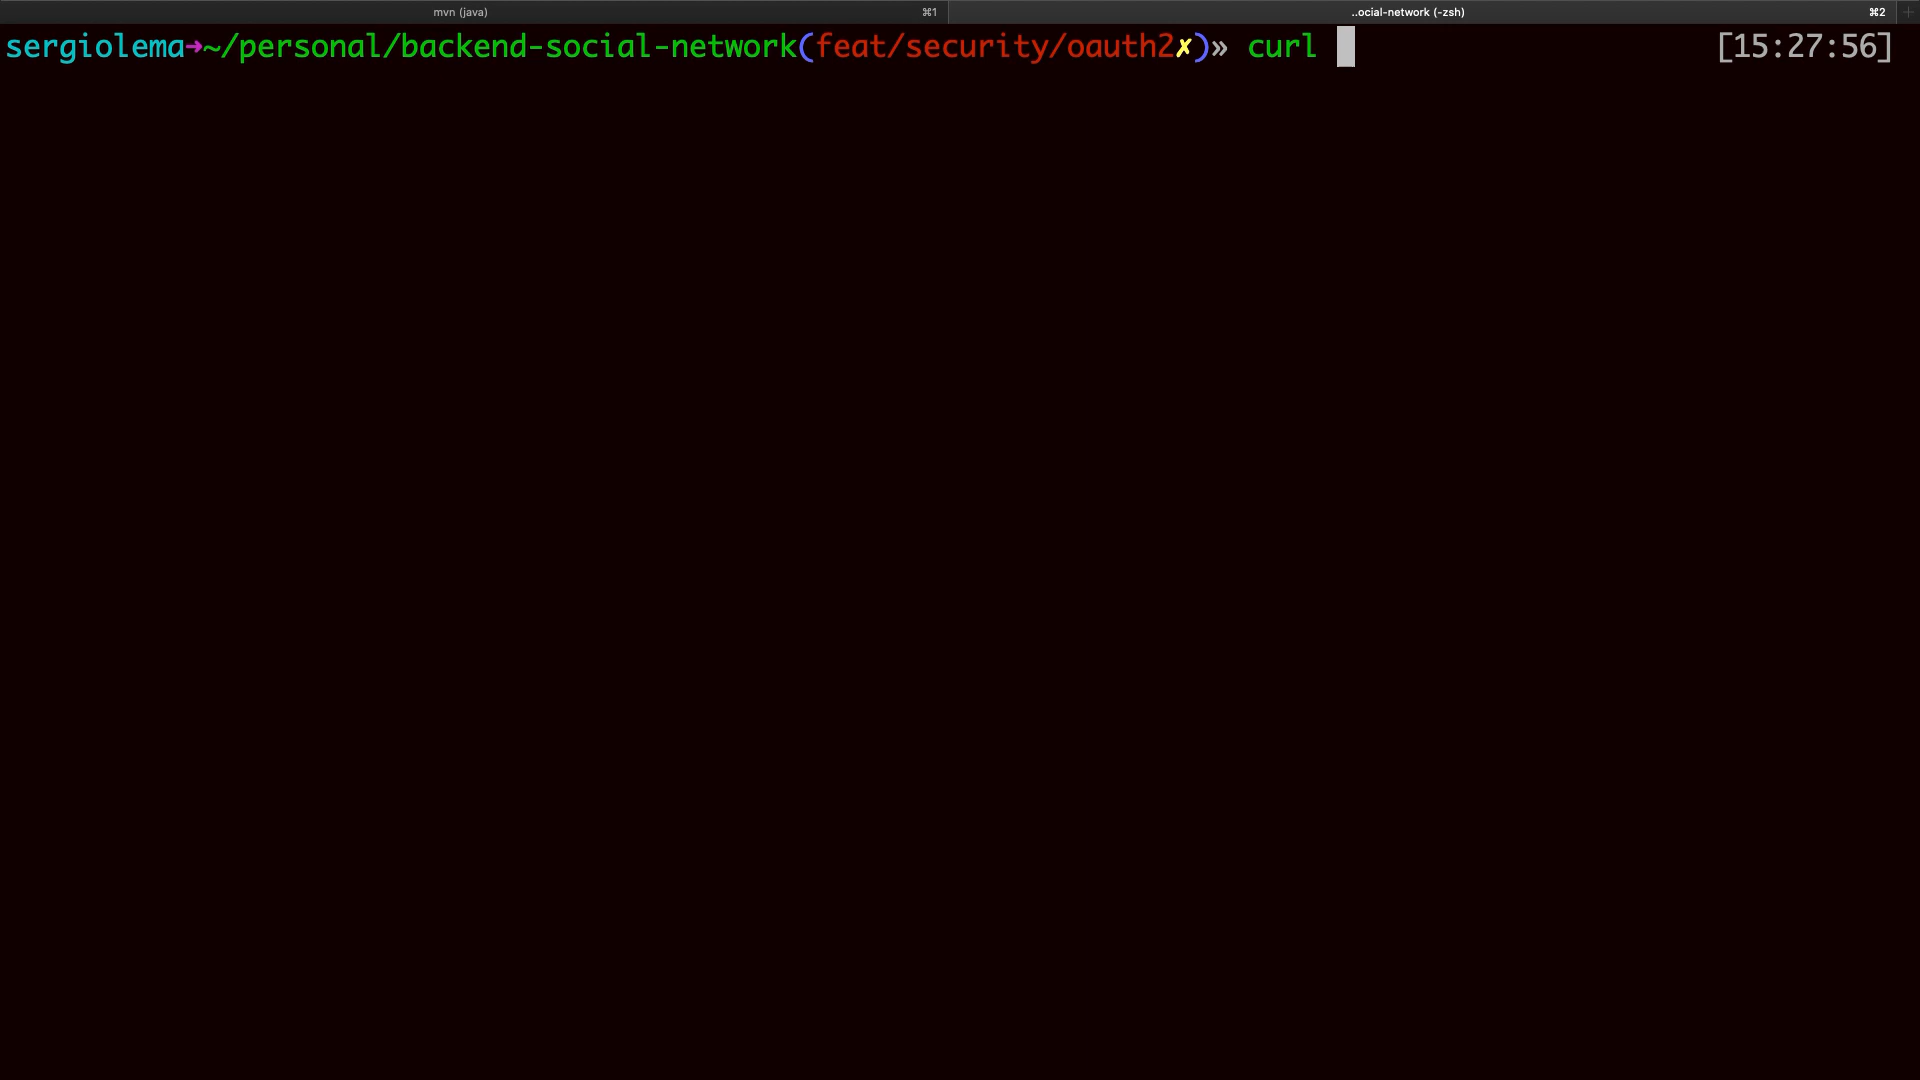 mvn (java) ⌘1 ..ocial-network (-zsh) ⌘2 +
sergiolema➜~/personal/backend-social-network(feat/security/oauth2✗)» curl [15:27:56]